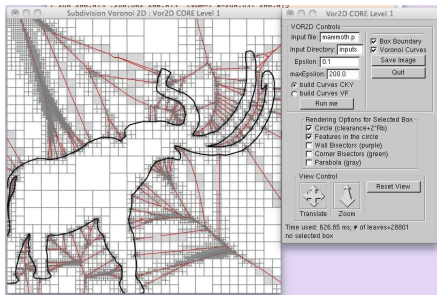 Subdivision Voronoi 2D : Vor2D CORE Level 1
Vor2D CORE Level 1
VOR2D Controls
Input file: mammoth.p
Input Directory: inputs
Epsilon: 0.1
maxEpsilon: 200.0
build Curves CKY
build Curves VF
Run me
Box Boundary
Voronoi Curves
Save Image
Quit
Rendering Options for Selected Box
Circle (clearance+2*Rb)
Features in the circle
Wall Bisectors (purple)
Corner Bisectors (green)
Parabola (gray)
View Control
Translate
Zoom
Reset View
Time used: 626.65 ms; # of leaves=26601
no selected box